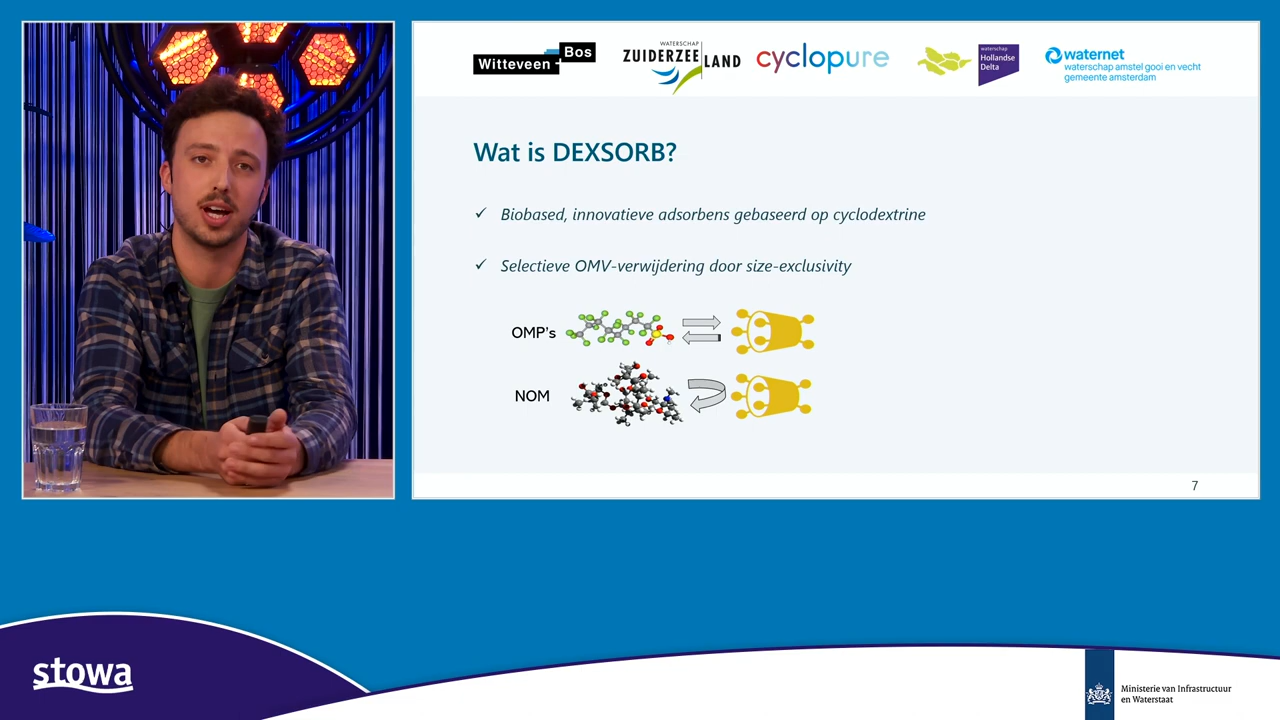 Witteveen + Bos
WATERSCHAP
ZUIDERZEELAND
cyclopure
waterschap
Hollandse
Delta
waternet
waterschap amstel gooi en vecht
gemeente amsterdam
Wat is DEXSORB?
✓ Biobased, innovatieve adsorbens gebaseerd op cyclodextrine
✓ Selectieve OMV-verwijdering door size-exclusivity
OMP's
NOM
7
stowa
Ministerie van Infrastructuur
en Waterstaat